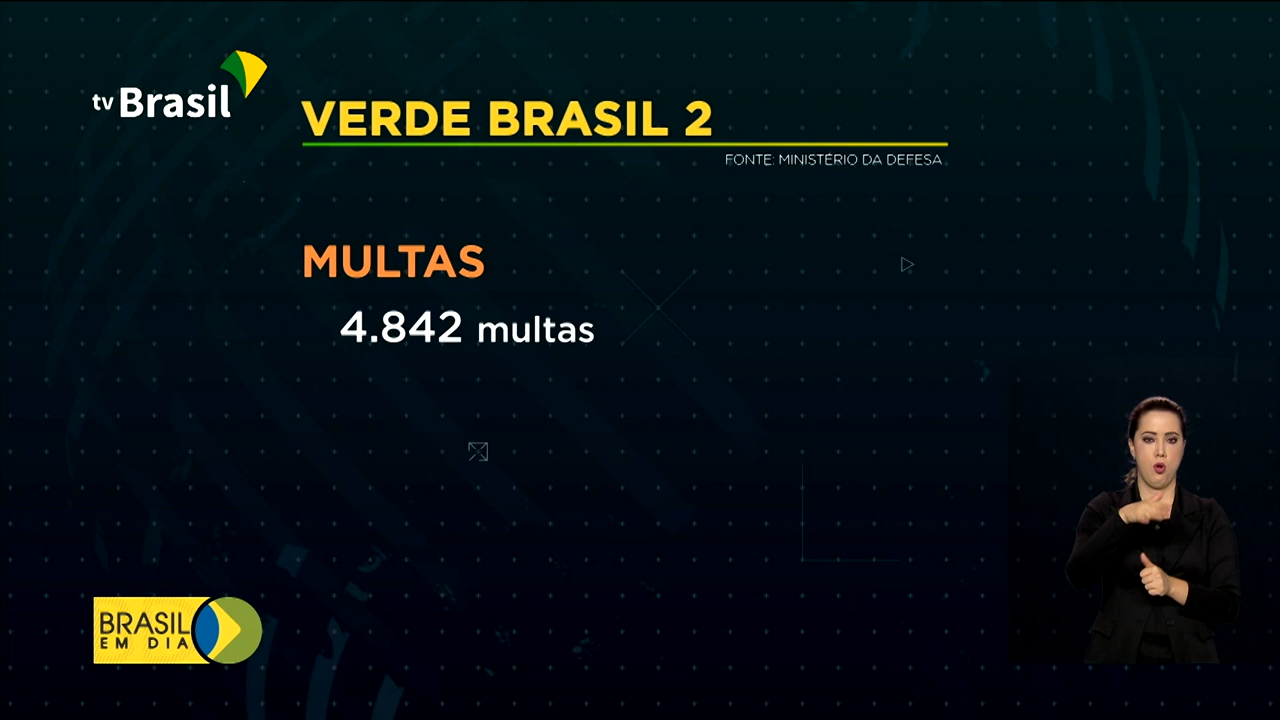 tv Brasil
VERDE BRASIL 2
FONTE: MINISTÉRIO DA DEFESA
MULTAS
4.842 multas
BRASIL
EM DIA